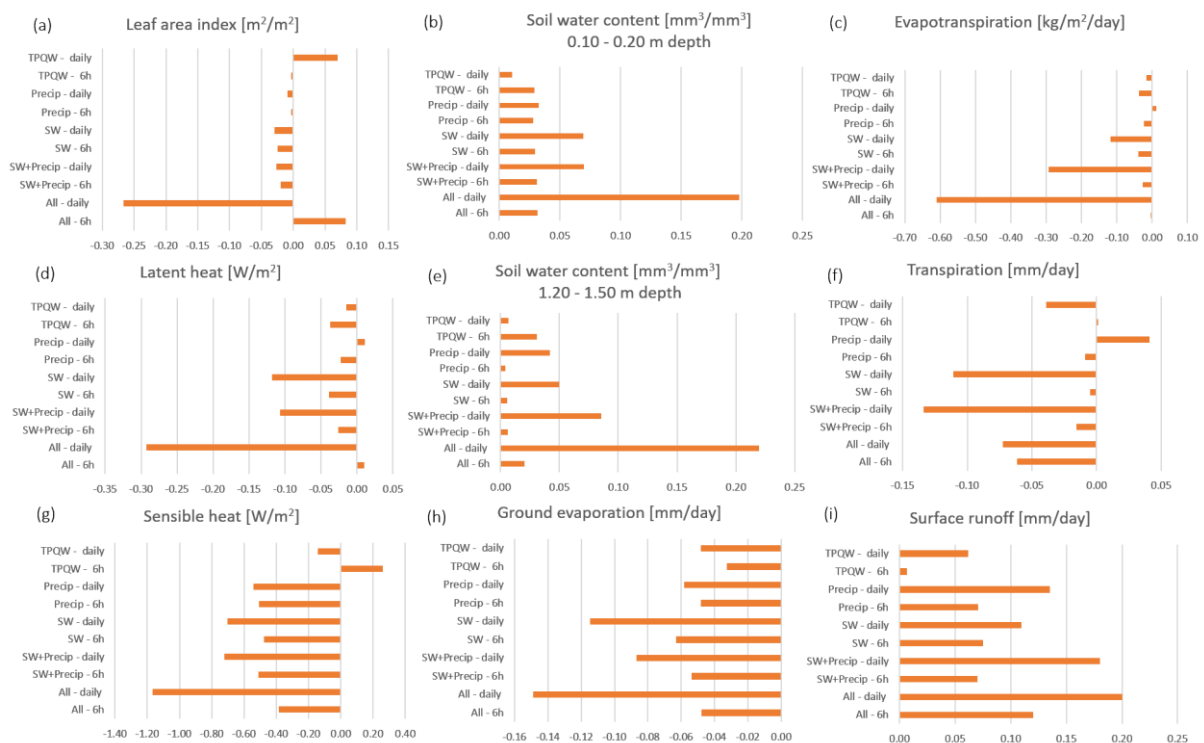 (a) Leaf area index [m²/m²]
TPQW - daily
TPQW - 6h
Precip - daily
Precip - 6h
SW - daily
SW - 6h
SW+Precip - daily
SW+Precip - 6h
All - daily
All - 6h
-0.30 -0.25 -0.20 -0.15 -0.10 -0.05 0.00 0.05 0.10 0.15
(b) Soil water content [mm³/mm³]
0.10 - 0.20 m depth
TPQW - daily
TPQW - 6h
Precip - daily
Precip - 6h
SW - daily
SW - 6h
SW+Precip - daily
SW+Precip - 6h
All - daily
All - 6h
0.00 0.05 0.10 0.15 0.20 0.25
(c) Evapotranspiration [kg/m²/day]
TPQW - daily
TPQW - 6h
Precip - daily
Precip - 6h
SW - daily
SW - 6h
SW+Precip - daily
SW+Precip - 6h
All - daily
All - 6h
-0.70 -0.60 -0.50 -0.40 -0.30 -0.20 -0.10 0.00 0.10
(d) Latent heat [W/m²]
TPQW - daily
TPQW - 6h
Precip - daily
Precip - 6h
SW - daily
SW - 6h
SW+Precip - daily
SW+Precip - 6h
All - daily
All - 6h
-0.35 -0.30 -0.25 -0.20 -0.15 -0.10 -0.05 0.00 0.05
(e) Soil water content [mm³/mm³]
1.20 - 1.50 m depth
TPQW - daily
TPQW - 6h
Precip - daily
Precip - 6h
SW - daily
SW - 6h
SW+Precip - daily
SW+Precip - 6h
All - daily
All - 6h
0.00 0.05 0.10 0.15 0.20 0.25
(f) Transpiration [mm/day]
TPQW - daily
TPQW - 6h
Precip - daily
Precip - 6h
SW - daily
SW - 6h
SW+Precip - daily
SW+Precip - 6h
All - daily
All - 6h
-0.15 -0.10 -0.05 0.00 0.05
(g) Sensible heat [W/m²]
TPQW - daily
TPQW - 6h
Precip - daily
Precip - 6h
SW - daily
SW - 6h
SW+Precip - daily
SW+Precip - 6h
All - daily
All - 6h
-1.40 -1.20 -1.00 -0.80 -0.60 -0.40 -0.20 0.00 0.20 0.40
(h) Ground evaporation [mm/day]
TPQW - daily
TPQW - 6h
Precip - daily
Precip - 6h
SW - daily
SW - 6h
SW+Precip - daily
SW+Precip - 6h
All - daily
All - 6h
-0.16 -0.14 -0.12 -0.10 -0.08 -0.06 -0.04 -0.02 0.00
(i) Surface runoff [mm/day]
TPQW - daily
TPQW - 6h
Precip - daily
Precip - 6h
SW - daily
SW - 6h
SW+Precip - daily
SW+Precip - 6h
All - daily
All - 6h
0.00 0.05 0.10 0.15 0.20 0.25